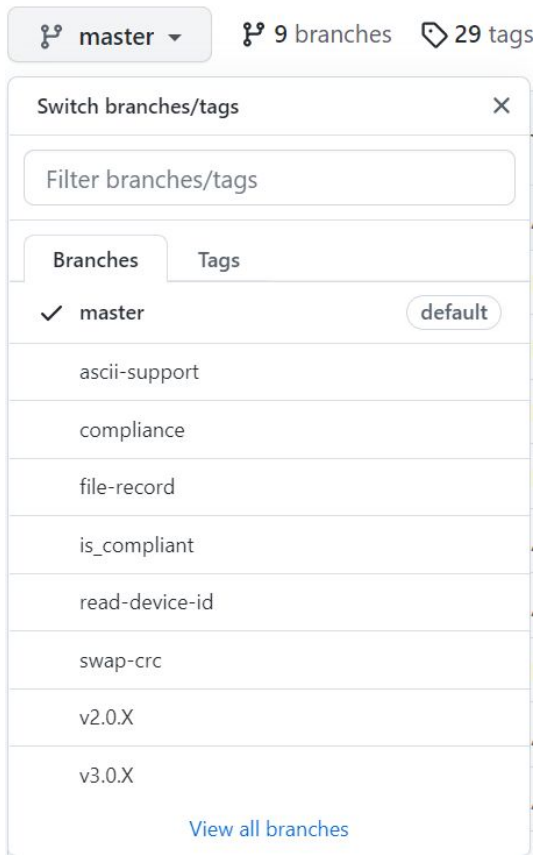 master 9 branches 29 tags
Switch branches/tags
Filter branches/tags
Branches Tags
master default
ascii-support
compliance
file-record
is_compliant
read-device-id
swap-crc
v2.0.X
v3.0.X
View all branches